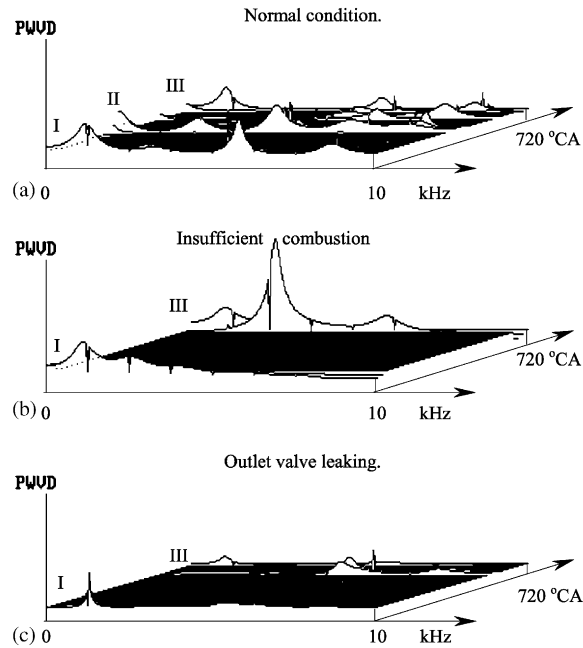 Normal condition.
PWVD
III
II
I
720 °CA
(a) 0 10 kHz
Insufficient combustion
PWVD
III
I
720 °CA
(b) 0 10 kHz
Outlet valve leaking.
PWVD
III
I
720 °CA
(c) 0 10 kHz